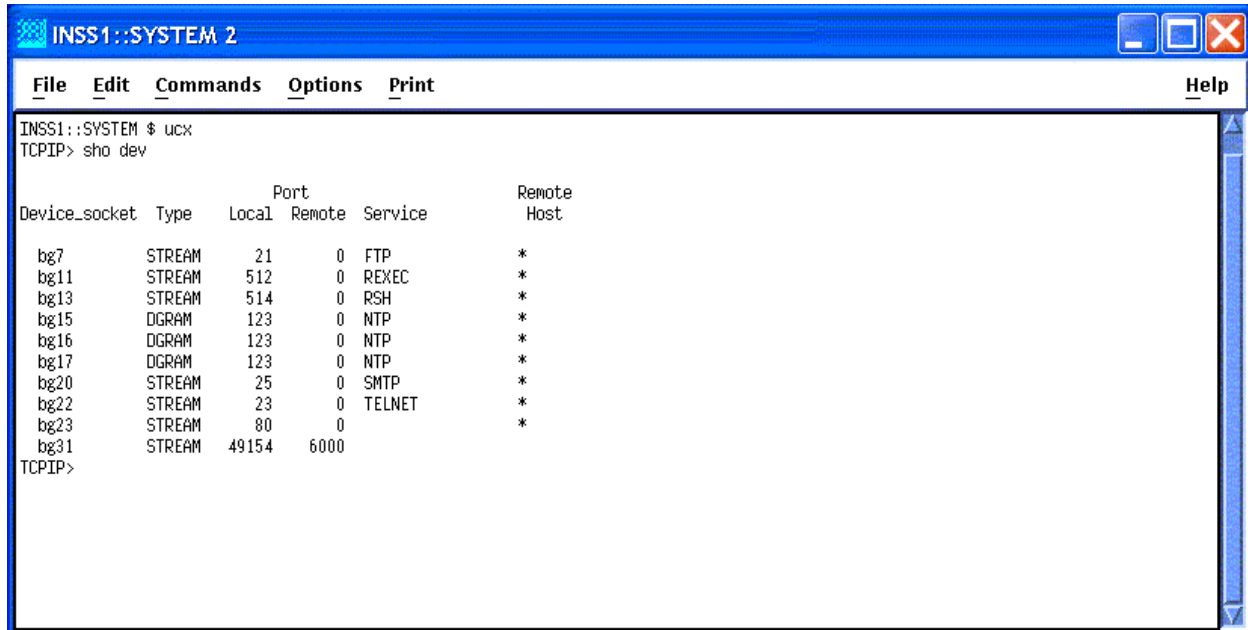 INSS1::SYSTEM 2
File Edit Commands Options Print Help
INSS1::SYSTEM $ ucx
TCPIP> sho dev
Port Remote
Device_socket Type Local Remote Service Host
bg7 STREAM 21 0 FTP *
bg11 STREAM 512 0 REXEC *
bg13 STREAM 514 0 RSH *
bg15 DGRAM 123 0 NTP *
bg16 DGRAM 123 0 NTP *
bg17 DGRAM 123 0 NTP *
bg20 STREAM 25 0 SMTP *
bg22 STREAM 23 0 TELNET *
bg23 STREAM 80 0 *
bg31 STREAM 49154 6000
TCPIP>